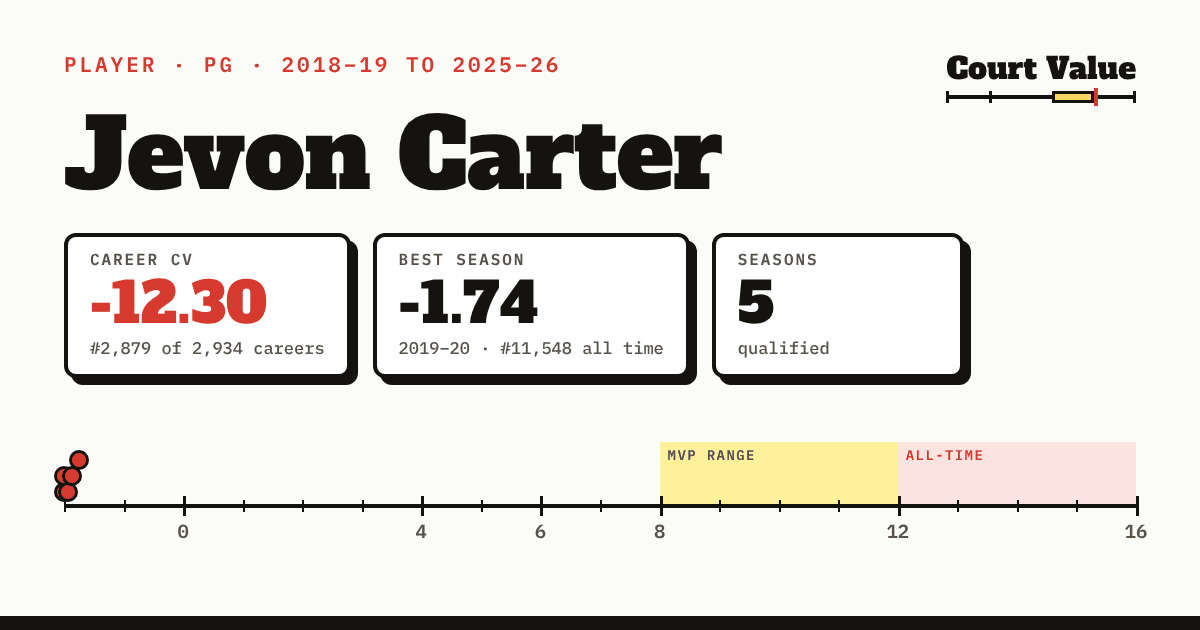 PLAYER · PG · 2018–19 TO 2025–26
Court Value
Jevon Carter
CAREER CV
-12.30
#2,879 of 2,934 careers
BEST SEASON
-1.74
2019–20 · #11,548 all time
SEASONS
5
qualified
MVP RANGE
ALL-TIME
0 4 6 8 12 16